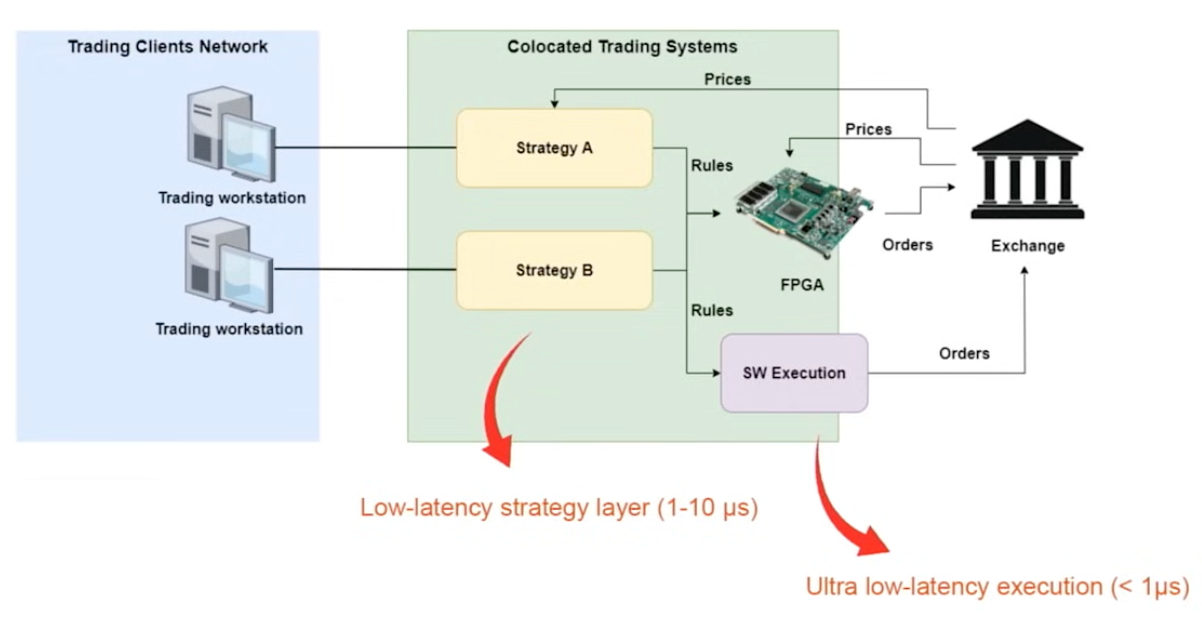 Trading Clients Network
Colocated Trading Systems
Prices
Prices
Strategy A
Rules
Trading workstation
Orders
Exchange
Strategy B
FPGA
Rules
Trading workstation
SW Execution
Orders
Low-latency strategy layer (1-10 μs)
Ultra low-latency execution (< 1μs)